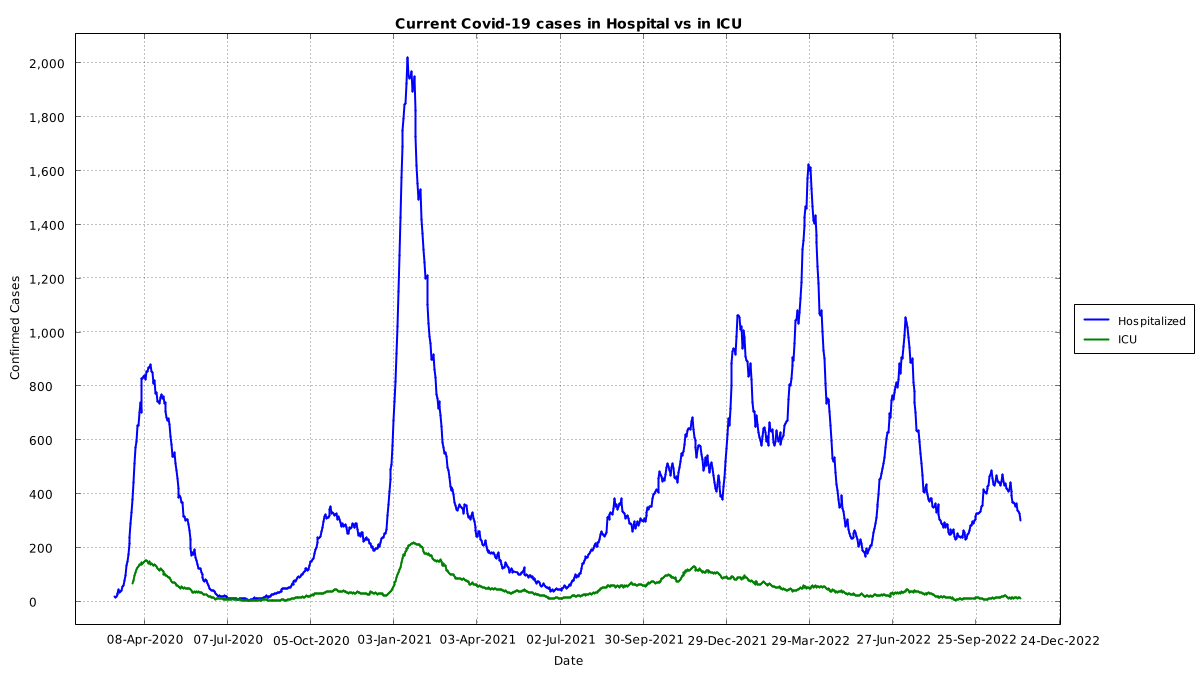 Current Covid-19 cases in Hospital vs in ICU
Confirmed Cases
2,000
1,800
1,600
1,400
1,200
1,000
800
600
400
200
0
08-Apr-2020 07-Jul-2020 05-Oct-2020 03-Jan-2021 03-Apr-2021 02-Jul-2021 30-Sep-2021 29-Dec-2021 29-Mar-2022 27-Jun-2022 25-Sep-2022 24-Dec-2022
Date
Hospitalized
ICU